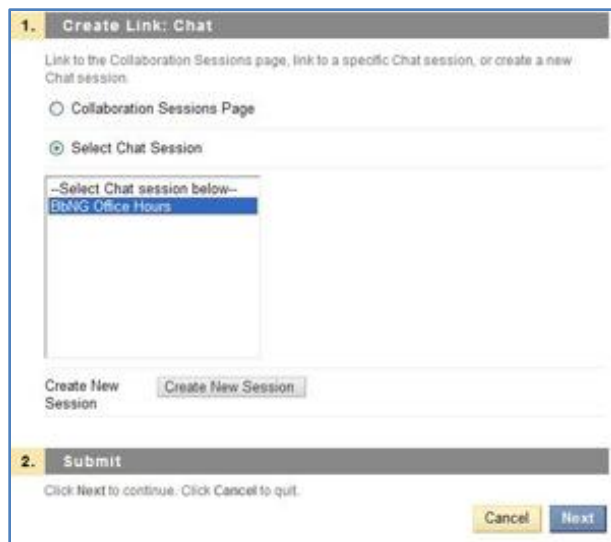 1. Create Link: Chat
Link to the Collaboration Sessions page, link to a specific Chat session, or create a new
Chat session.
Collaboration Sessions Page
Select Chat Session
--Select Chat session below--
BbNG Office Hours
Create New Session
Create New Session
2. Submit
Click Next to continue. Click Cancel to quit.
Cancel Next